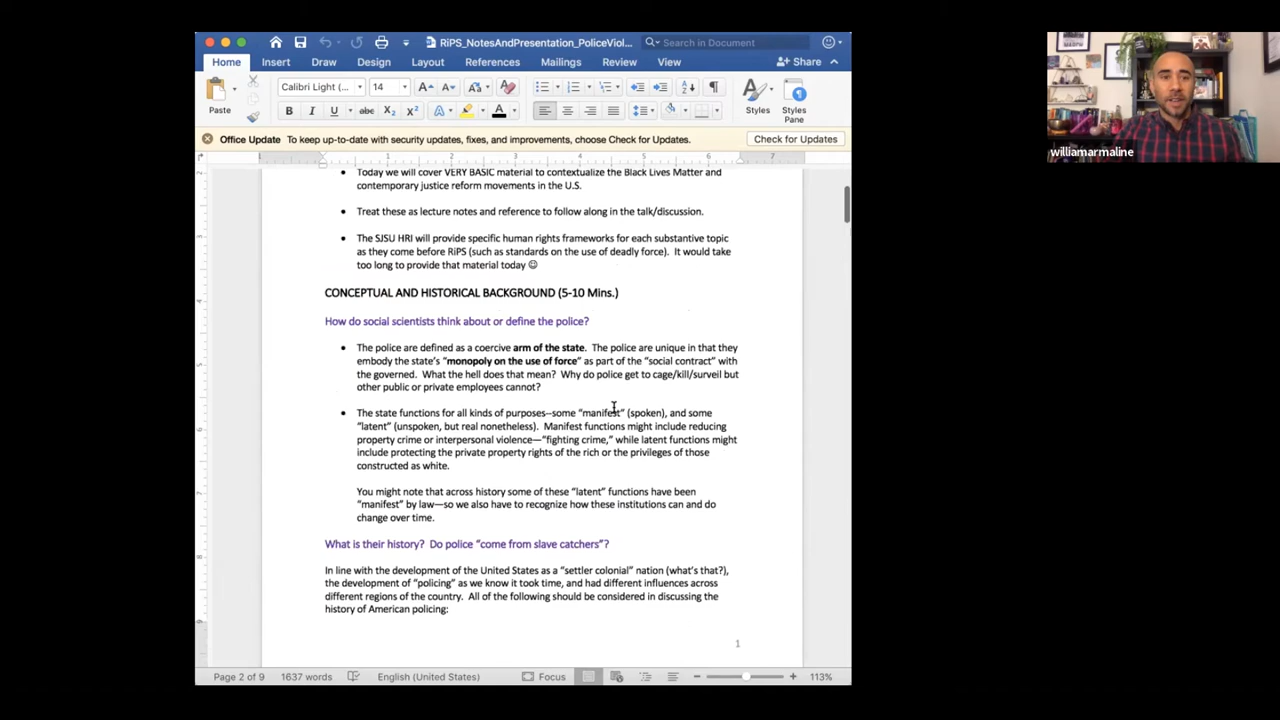 RiPS_NotesAndPresentation_PoliceViol...
Search in Document
Home Insert Draw Design Layout References Mailings Review View Share
Paste
Calibri Light (... 14
Styles
Styles Pane
Office Update To keep up-to-date with security updates, fixes, and improvements, choose Check for Updates. Check for Updates
1 1 2 3 4 5 6 7
Today we will cover VERY BASIC material to contextualize the Black Lives Matter and
contemporary justice reform movements in the U.S.
Treat these as lecture notes and reference to follow along in the talk/discussion.
The SJSU HRI will provide specific human rights frameworks for each substantive topic
as they come before RiPS (such as standards on the use of deadly force). It would take
too long to provide that material today ☺
CONCEPTUAL AND HISTORICAL BACKGROUND (5-10 Mins.)
How do social scientists think about or define the police?
The police are defined as a coercive arm of the state. The police are unique in that they
embody the state's "monopoly on the use of force" as part of the "social contract" with
the governed. What the hell does that mean? Why do police get to cage/kill/surveil but
other public or private employees cannot?
The state functions for all kinds of purposes--some "manifest" (spoken), and some
"latent" (unspoken, but real nonetheless). Manifest functions might include reducing
property crime or interpersonal violence—"fighting crime," while latent functions might
include protecting the private property rights of the rich or the privileges of those
constructed as white.
You might note that across history some of these "latent" functions have been
"manifest" by law—so we also have to recognize how these institutions can and do
change over time.
What is their history? Do police "come from slave catchers"?
In line with the development of the United States as a "settler colonial" nation (what's that?),
the development of "policing" as we know it took time, and had different influences across
different regions of the country. All of the following should be considered in discussing the
history of American policing:
1
Page 2 of 9 1637 words English (United States) Focus 113%
williamarmaline